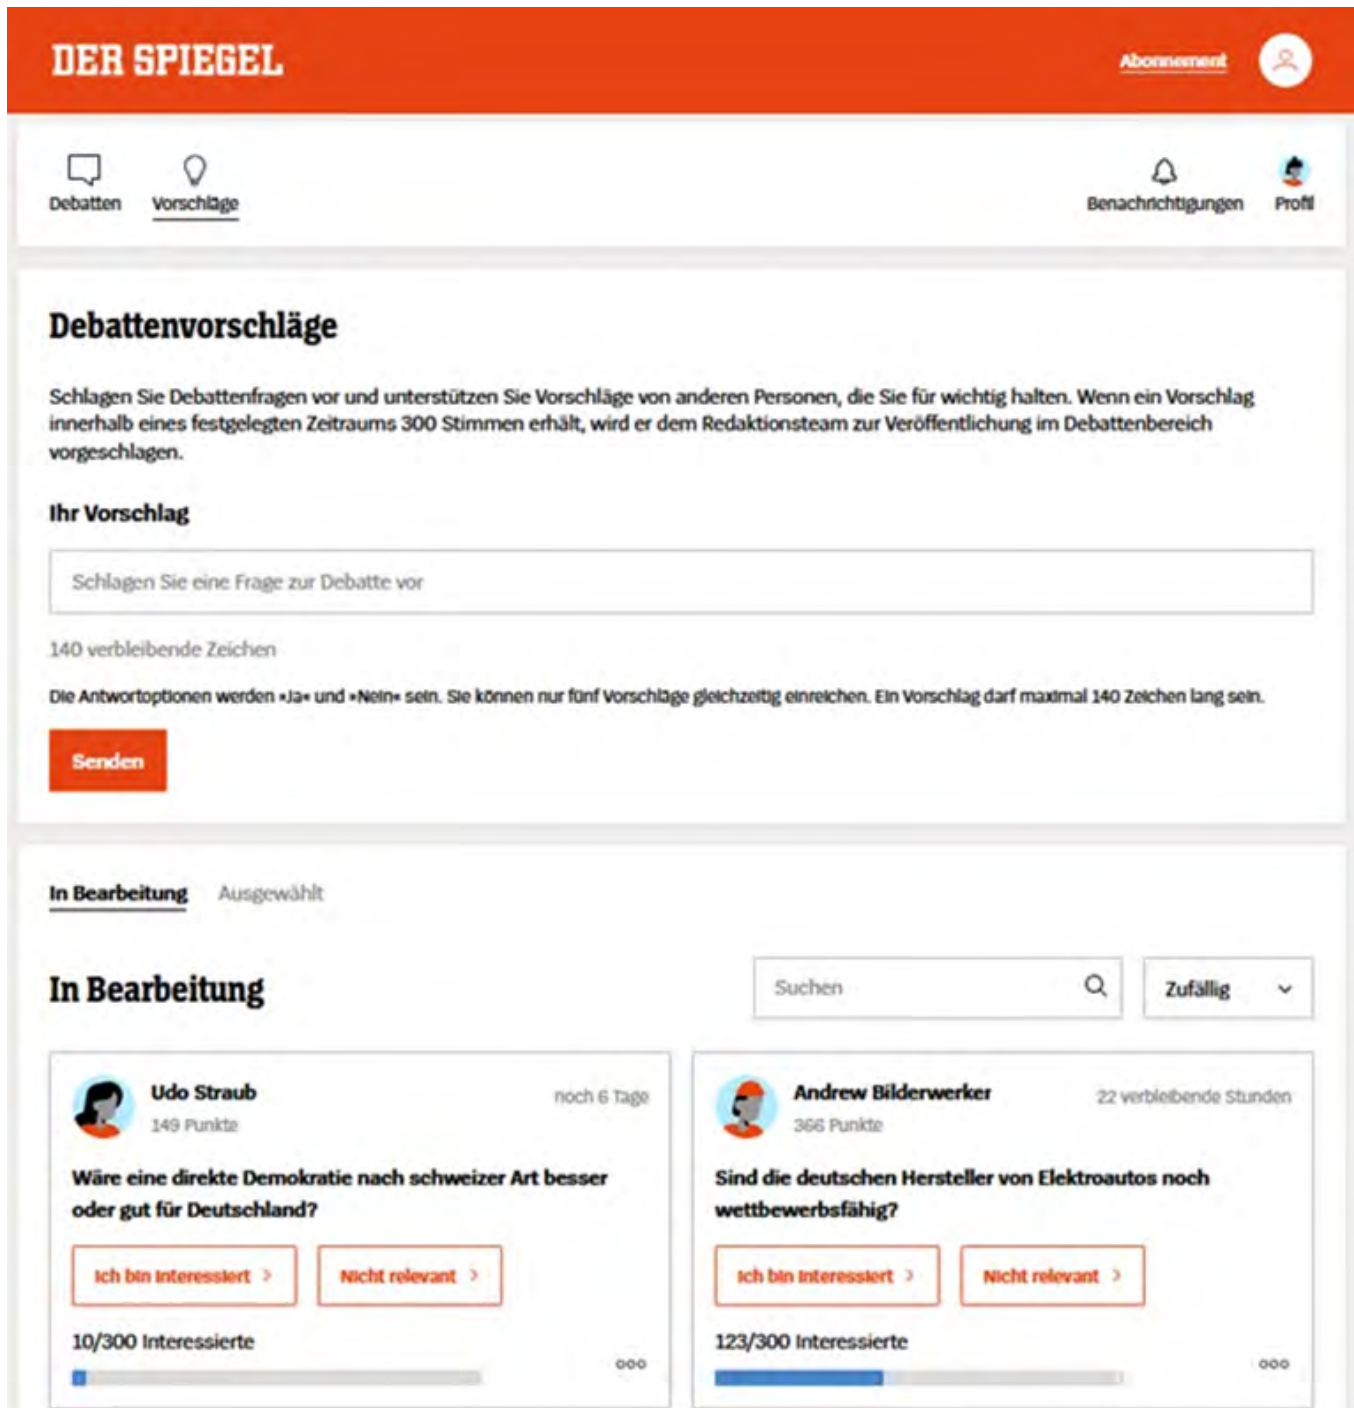 DER SPIEGEL
Abonnement
Debatten
Vorschläge
Benachrichtigungen
Profil
Debattenvorschläge
Schlagen Sie Debattenfragen vor und unterstützen Sie Vorschläge von anderen Personen, die Sie für wichtig halten. Wenn ein Vorschlag
innerhalb eines festgelegten Zeitraums 300 Stimmen erhält, wird er dem Redaktionsteam zur Veröffentlichung im Debattenbereich
vorgeschlagen.
Ihr Vorschlag
Schlagen Sie eine Frage zur Debatte vor
140 verbleibende Zeichen
Die Antwortoptionen werden »Ja« und »Nein« sein. Sie können nur fünf Vorschläge gleichzeitig einreichen. Ein Vorschlag darf maximal 140 Zeichen lang sein.
Senden
In Bearbeitung
Ausgewählt
In Bearbeitung
Suchen
Zufällig
Udo Straub
noch 6 Tage
149 Punkte
Wäre eine direkte Demokratie nach schweizer Art besser
oder gut für Deutschland?
Ich bin interessiert
Nicht relevant
10/300 Interessierte
Andrew Bilderwerker
22 verbleibende Stunden
366 Punkte
Sind die deutschen Hersteller von Elektroautos noch
wettbewerbsfähig?
Ich bin interessiert
Nicht relevant
123/300 Interessierte